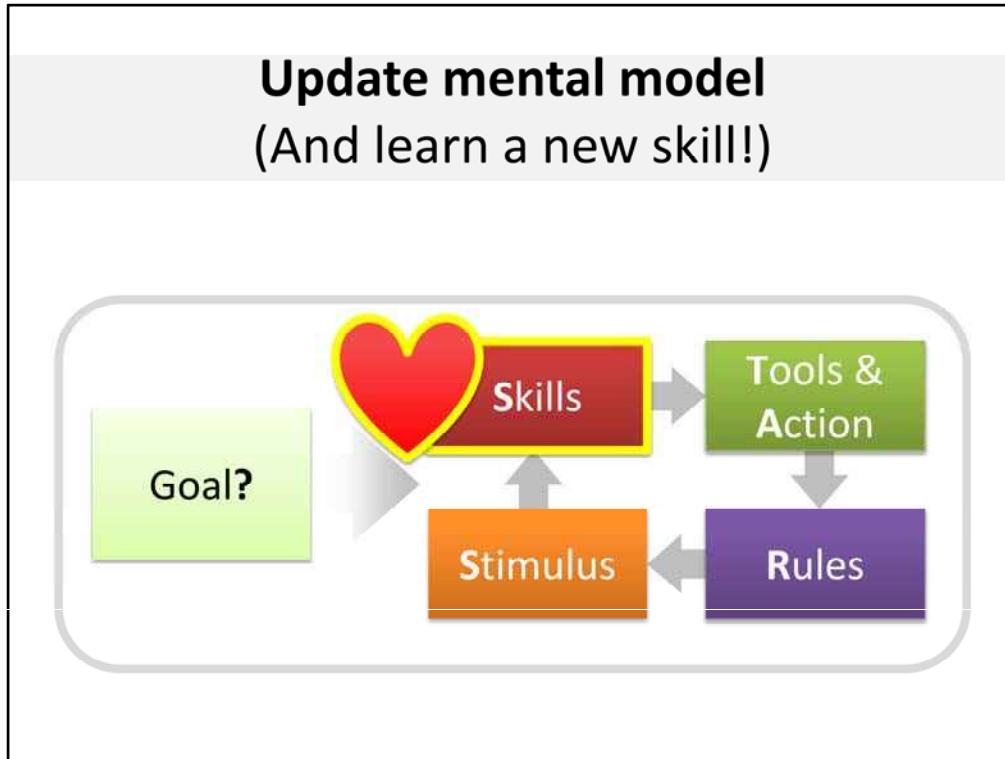 Update mental model
(And learn a new skill!)
Goal?
Skills
Tools &
Action
Stimulus
Rules